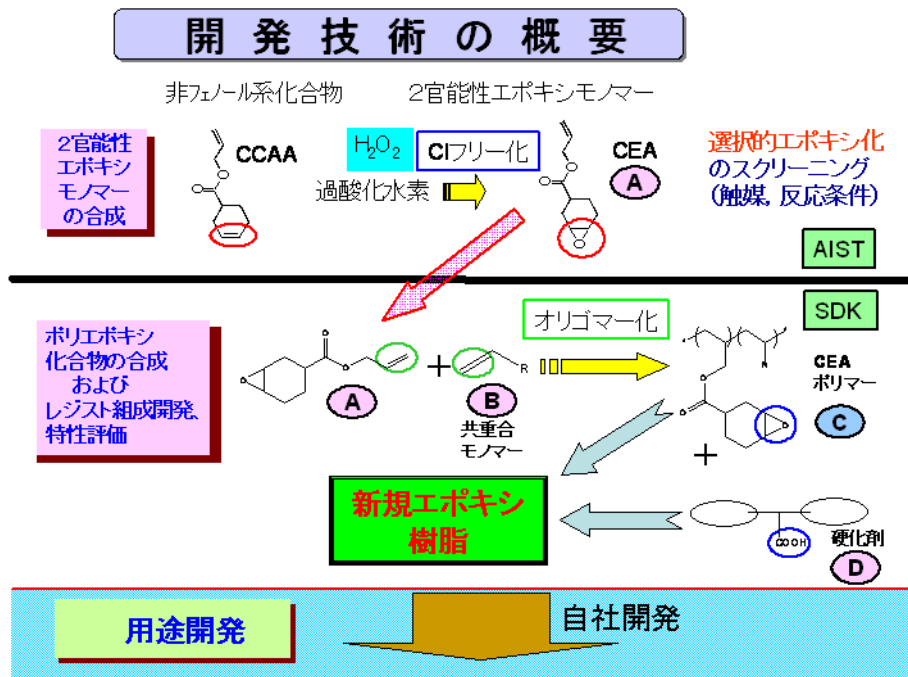 開発技術の概要
非フェノール系化合物
2官能性エポキシモノマー
2官能性
エポキシ
モノマー
の合成
CCAA
H₂O₂
Clフリー化
過酸化水素
CEA
A
選択的エポキシ化
のスクリーニング
(触媒, 反応条件)
O
O
O
O
O
AIST
SDK
ポリエポキシ
化合物の合成
および
レジスト組成開発、
特性評価
O
O
O
A
+
R
B
共重合
モノマー
オリゴマー化
CEA
ポリマー
C
R
O
O
O
+
新規エポキシ
樹脂
COOH
硬化剤
D
用途開発
自社開発